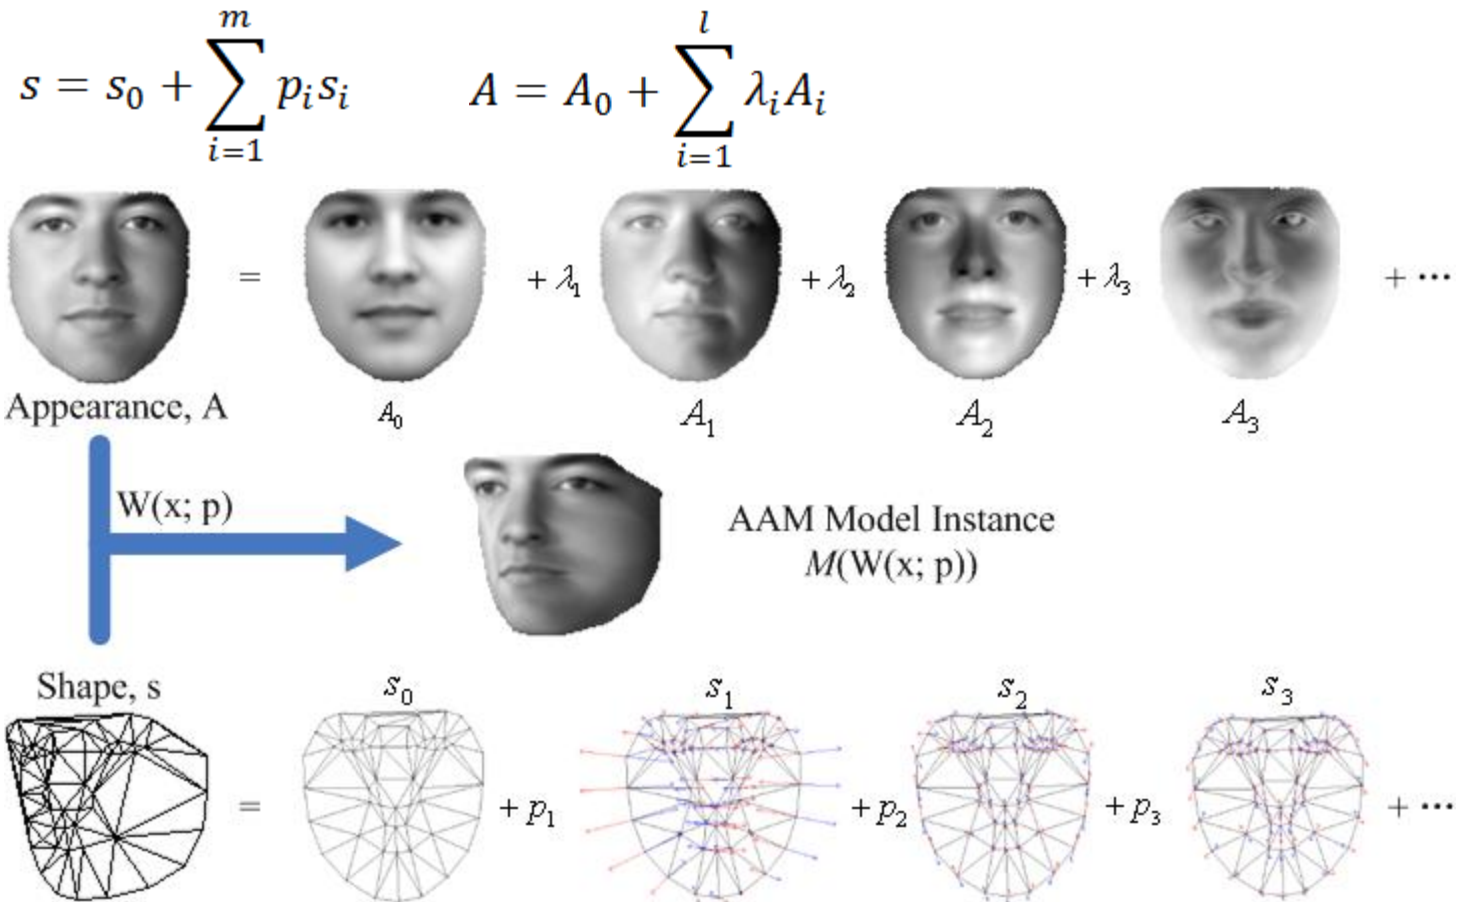 s = s₀ + ∑ᵢ₌₁ᵐ pᵢsᵢ
A = A₀ + ∑ᵢ₌₁ˡ λᵢAᵢ
= + λ₁ + λ₂ + λ₃ + ···
Appearance, A A₀ A₁ A₂ A₃
W(x; p)
AAM Model Instance
M(W(x; p))
Shape, s s₀ s₁ s₂ s₃
= + p₁ + p₂ + p₃ + ···